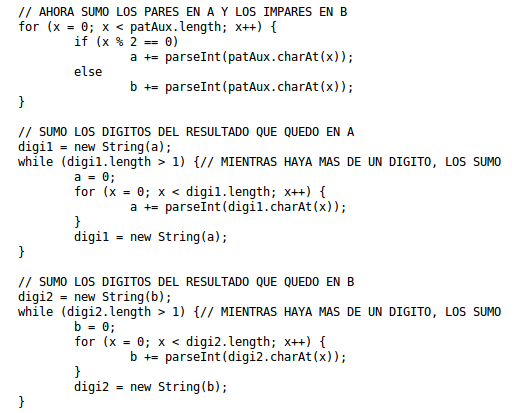 // AHORA SUMO LOS PARES EN A Y LOS IMPARES EN B
for (x = 0; x < patAux.length; x++) {
        if (x % 2 == 0)
                a += parseInt(patAux.charAt(x));
        else
                b += parseInt(patAux.charAt(x));
}

// SUMO LOS DIGITOS DEL RESULTADO QUE QUEDO EN A
digi1 = new String(a);
while (digi1.length > 1) {// MIENTRAS HAYA MAS DE UN DIGITO, LOS SUMO
        a = 0;
        for (x = 0; x < digi1.length; x++) {
                a += parseInt(digi1.charAt(x));
        }
        digi1 = new String(a);
}

// SUMO LOS DIGITOS DEL RESULTADO QUE QUEDO EN B
digi2 = new String(b);
while (digi2.length > 1) {// MIENTRAS HAYA MAS DE UN DIGITO, LOS SUMO
        b = 0;
        for (x = 0; x < digi2.length; x++) {
                b += parseInt(digi2.charAt(x));
        }
        digi2 = new String(b);
}